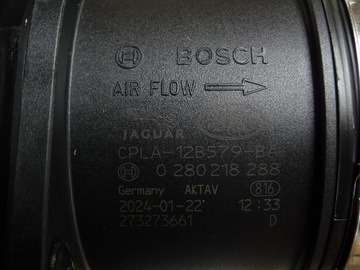 BOSCH
AIR FLOW
JAGUAR
CPLA-12B579-BA
0 280 218 288
Germany AKTAV 816
2024-01-22 12:33
273273661 D